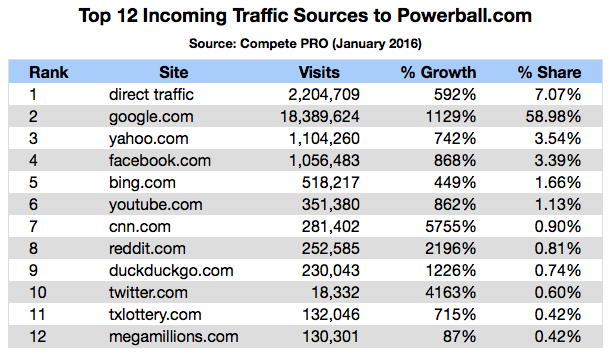 Top 12 Incoming Traffic Sources to Powerball.com
Source: Compete PRO (January 2016)
Rank Site Visits % Growth % Share
1 direct traffic 2,204,709 592% 7.07%
2 google.com 18,389,624 1129% 58.98%
3 yahoo.com 1,104,260 742% 3.54%
4 facebook.com 1,056,483 868% 3.39%
5 bing.com 518,217 449% 1.66%
6 youtube.com 351,380 862% 1.13%
7 cnn.com 281,402 5755% 0.90%
8 reddit.com 252,585 2196% 0.81%
9 duckduckgo.com 230,043 1226% 0.74%
10 twitter.com 18,332 4163% 0.60%
11 txlottery.com 132,046 715% 0.42%
12 megamillions.com 130,301 87% 0.42%